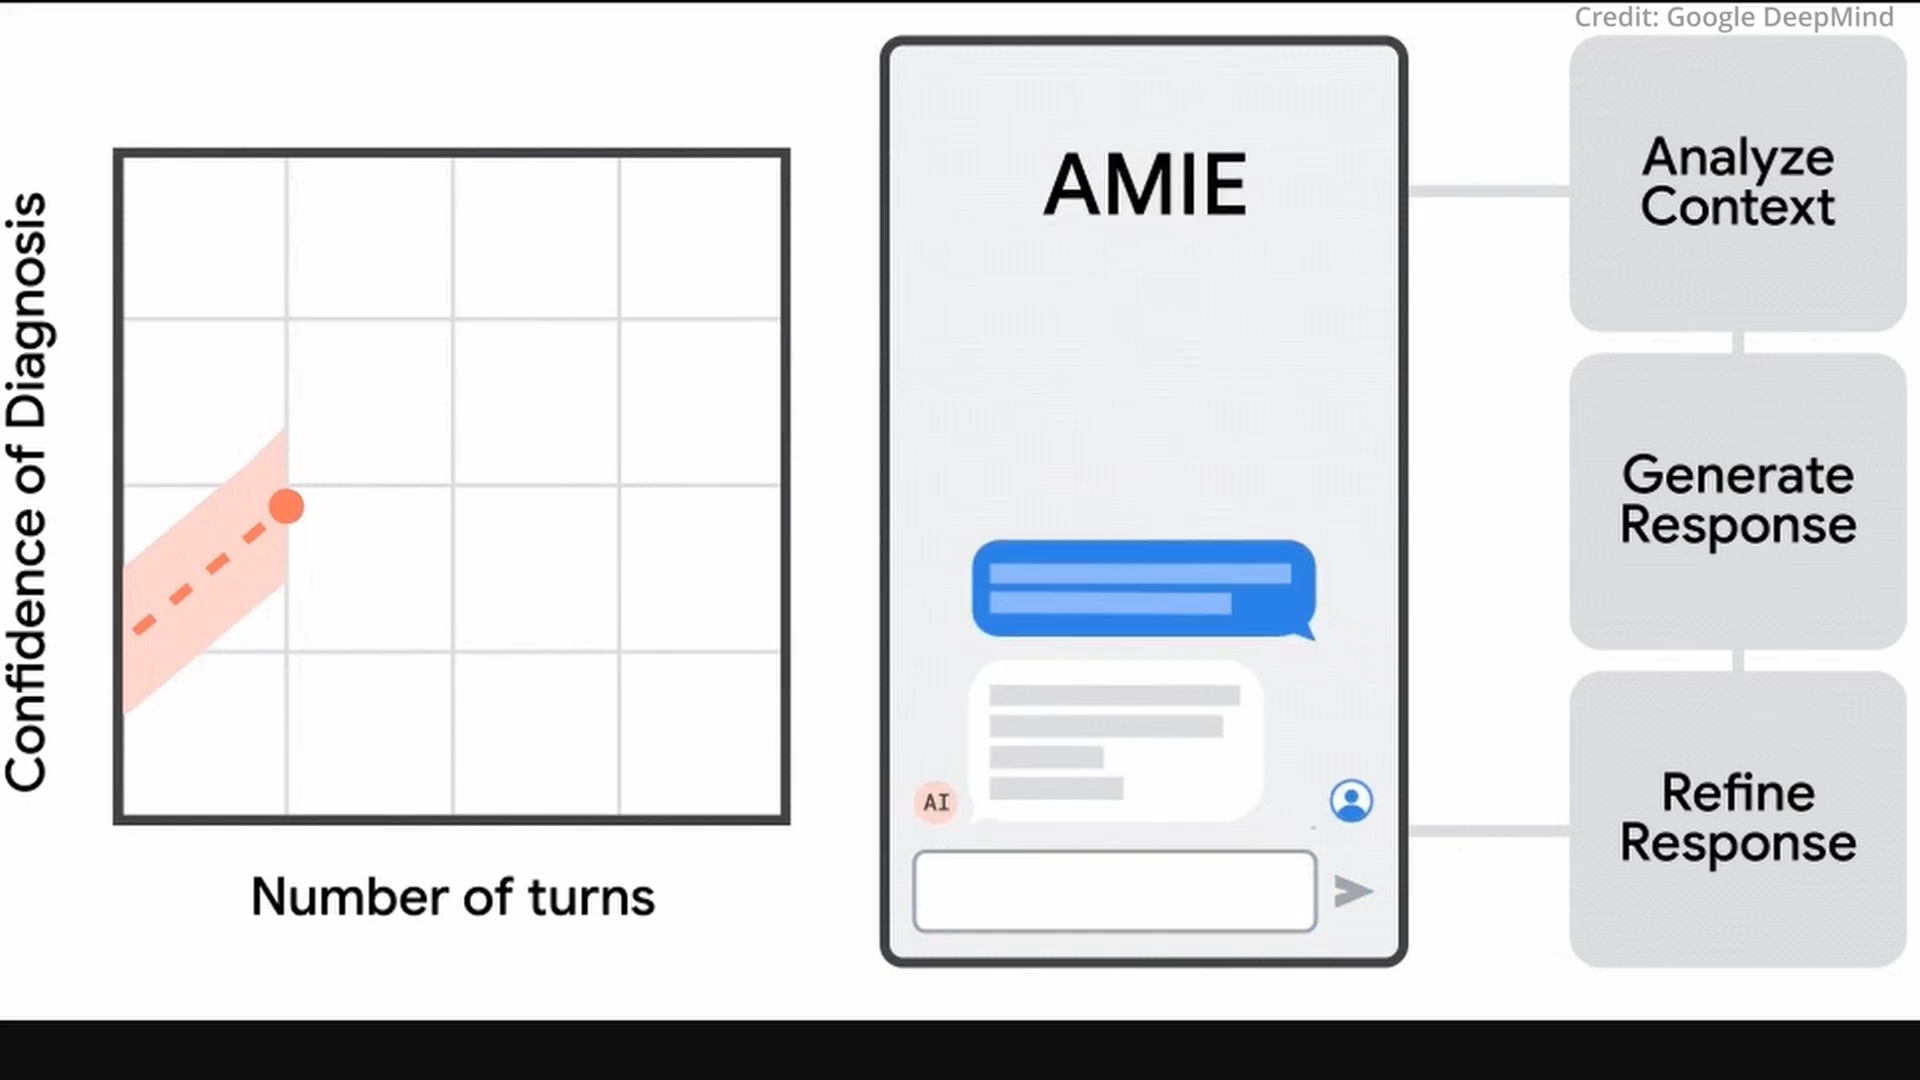 Credit: Google DeepMind
Confidence of Diagnosis
Number of turns
AMIE
AI
Analyze
Context
Generate
Response
Refine
Response